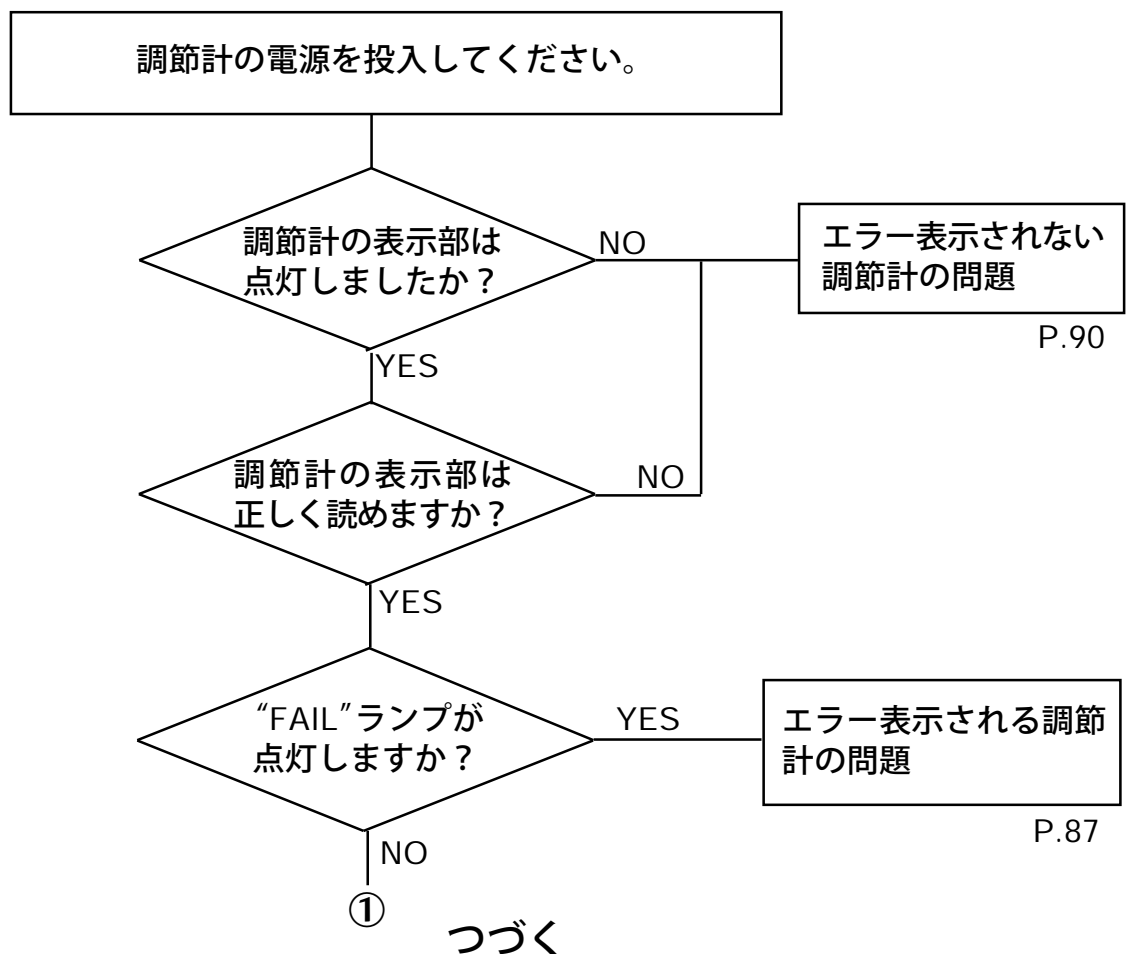 調節計の電源を投入してください。
調節計の表示部は
点灯しましたか？
NO
エラー表示されない
調節計の問題
P.90
YES
調節計の表示部は
正しく読めますか？
NO
YES
“FAIL”ランプが
点灯しますか？
YES
エラー表示される調節
計の問題
P.87
NO
①
つづく